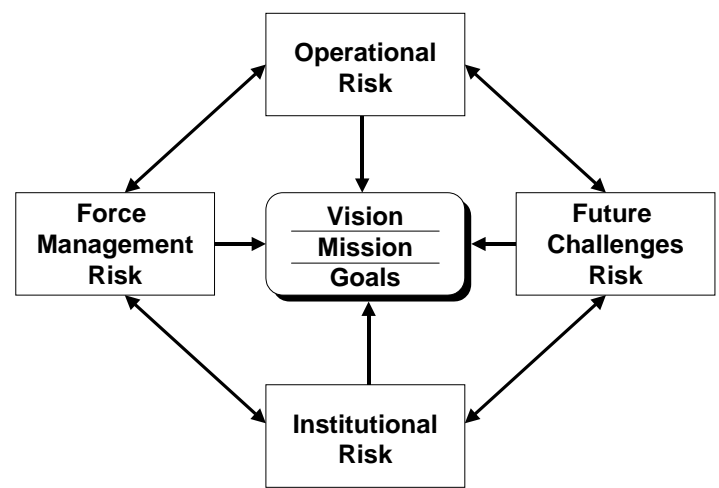 Operational
Risk
Force
Management
Risk
Vision
Mission
Goals
Future
Challenges
Risk
Institutional
Risk